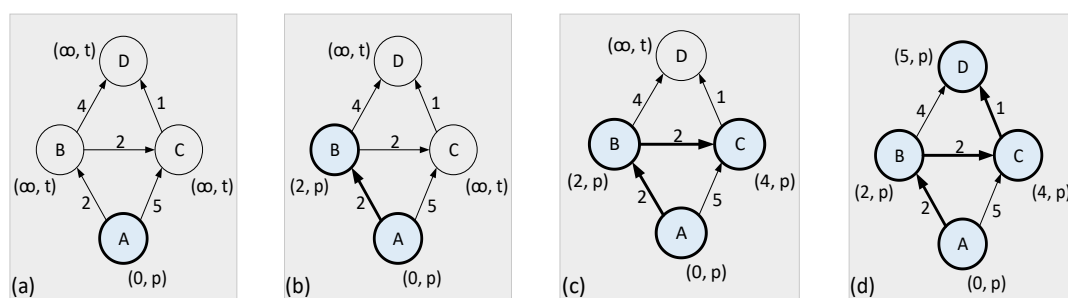 (∞, t)
D
4
1
B
2
C
(∞, t)
(∞, t)
2
5
A
(a)
(0, p)
(∞, t)
D
4
1
B
2
C
(2, p)
(∞, t)
2
5
A
(b)
(0, p)
(∞, t)
D
4
1
B
2
C
(2, p)
(4, p)
2
5
A
(c)
(0, p)
(5, p)
D
4
1
B
2
C
(2, p)
(4, p)
2
5
A
(d)
(0, p)